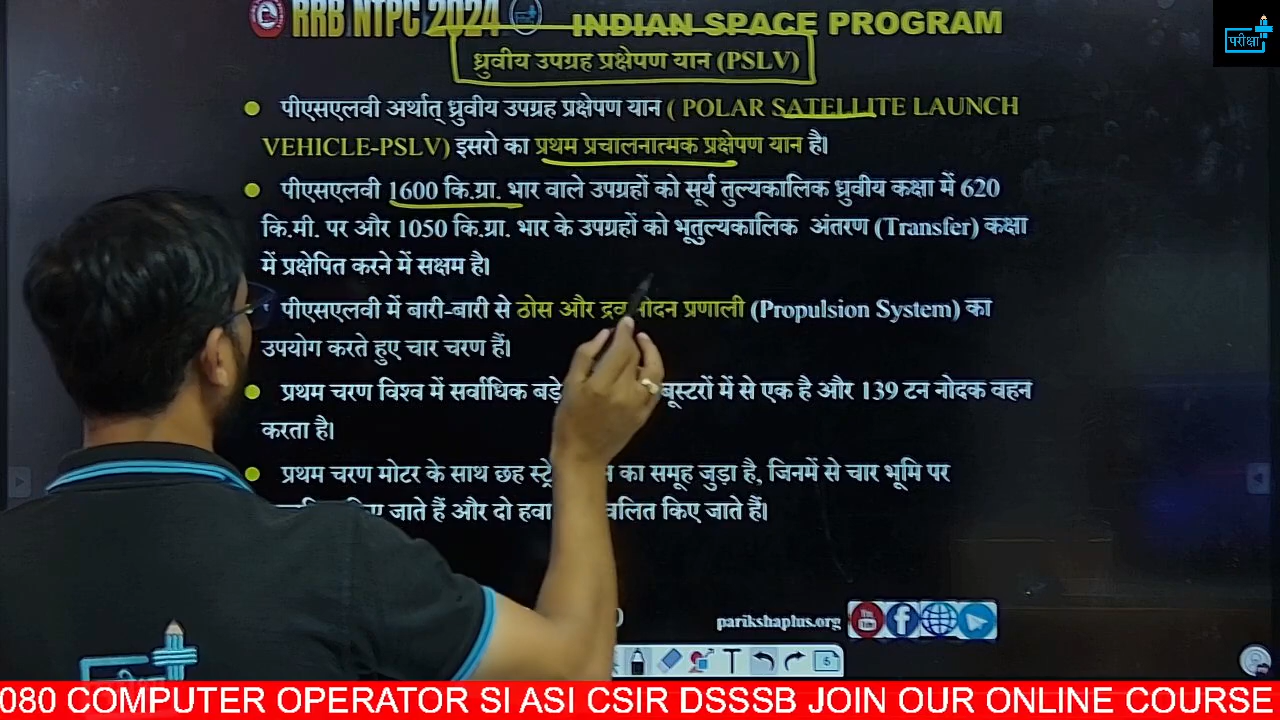 RRB NTPC 2024 INDIAN SPACE PROGRAM
परीक्षा
ध्रुवीय उपग्रह प्रक्षेपण यान (PSLV)
पीएसएलवी अर्थात् ध्रुवीय उपग्रह प्रक्षेपण यान ( POLAR SATELLITE LAUNCH
VEHICLE-PSLV) इसरो का प्रथम प्रचालनात्मक प्रक्षेपण यान है।
पीएसएलवी 1600 कि.ग्रा. भार वाले उपग्रहों को सूर्य तुल्यकालिक ध्रुवीय कक्षा में 620
कि.मी. पर और 1050 कि.ग्रा. भार के उपग्रहों को भूतुल्यकालिक अंतरण (Transfer) कक्षा
में प्रक्षेपित करने में सक्षम है।
पीएसएलवी में बारी-बारी से ठोस और द्रव नोदन प्रणाली (Propulsion System) का
उपयोग करते हुए चार चरण हैं।
प्रथम चरण विश्व में सर्वाधिक बड़े बूस्टरों में से एक है और 139 टन नोदक वहन
करता है।
प्रथम चरण मोटर के साथ छह का समूह जुड़ा है, जिनमें से चार भूमि पर
जाते हैं और दो हवा किए जाते हैं।
parikshaplus.org
080 COMPUTER OPERATOR SI ASI CSIR DSSSB JOIN OUR ONLINE COURSE